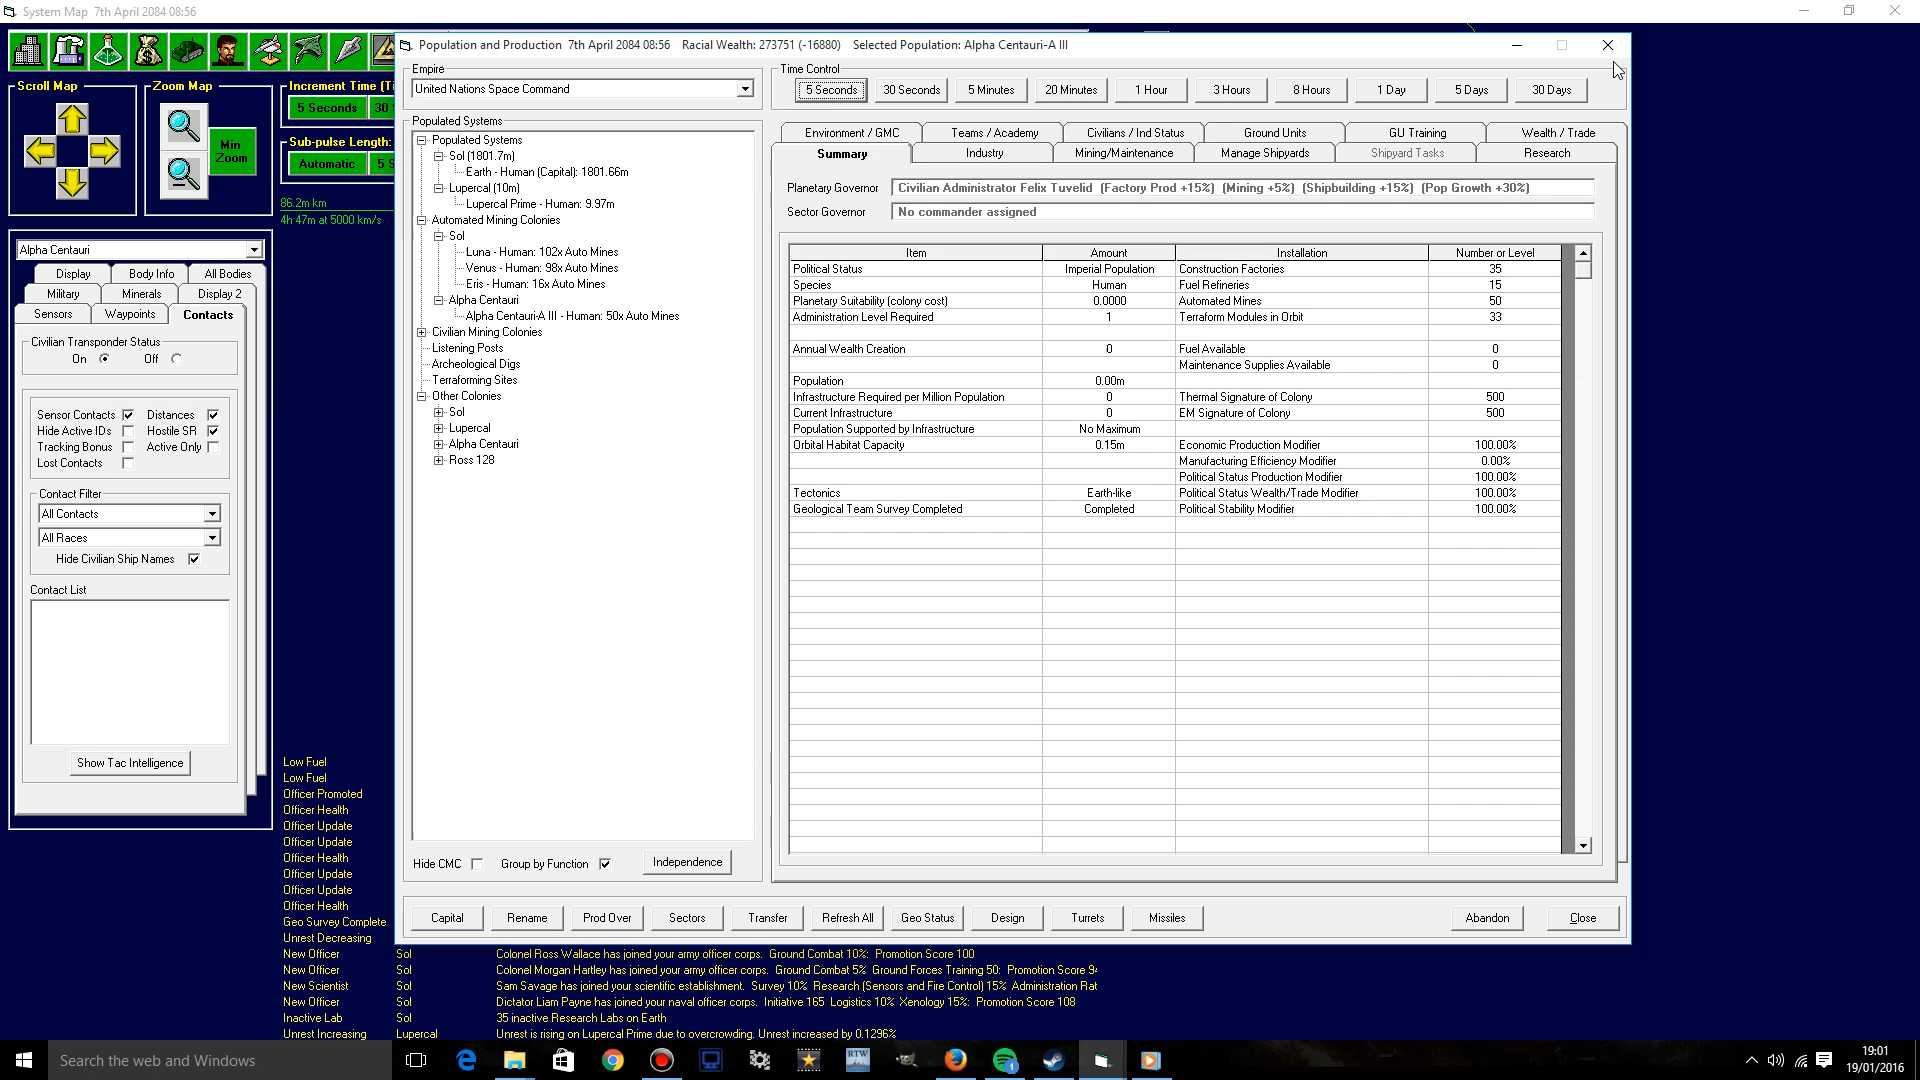 System Map 7th April 2084 08:56
Population and Production 7th April 2084 08:56 Racial Wealth: 273751 (-16880) Selected Population: Alpha Centauri-A III
Scroll Map
Zoom Map
Min Zoom
Increment Time (Ti
5 Seconds
30
Sub-pulse Length:
Automatic
5 S
86.2m km
4h 47m at 5000 km/s
Alpha Centauri
Display
Body Info
All Bodies
Military
Minerals
Display 2
Sensors
Waypoints
Contacts
Civilian Transponder Status
On
Off
Sensor Contacts
Distances
Hide Active IDs
Hostile SR
Tracking Bonus
Active Only
Lost Contacts
Contact Filter
All Contacts
All Races
Hide Civilian Ship Names
Contact List
Show Tac Intelligence
Empire
United Nations Space Command
Populated Systems
Populated Systems
Sol (1801.7m)
Earth - Human (Capital): 1801.66m
Lupercal (10m)
Lupercal Prime - Human: 9.97m
Automated Mining Colonies
Sol
Luna - Human: 102x Auto Mines
Venus - Human: 98x Auto Mines
Eris - Human: 16x Auto Mines
Alpha Centauri
Alpha Centauri-A III - Human: 50x Auto Mines
Civilian Mining Colonies
Listening Posts
Archeological Digs
Terraforming Sites
Other Colonies
Sol
Lupercal
Alpha Centauri
Ross 128
Hide CMC
Group by Function
Independence
Time Control
5 Seconds
30 Seconds
5 Minutes
20 Minutes
1 Hour
3 Hours
8 Hours
1 Day
5 Days
30 Days
Environment / GMC
Teams / Academy
Civilians / Ind Status
Ground Units
GU Training
Wealth / Trade
Summary
Industry
Mining/Maintenance
Manage Shipyards
Shipyard Tasks
Research
Planetary Governor Civilian Administrator Felix Tuvelid (Factory Prod +15%) (Mining +5%) (Shipbuilding +15%) (Pop Growth +30%)
Sector Governor No commander assigned
Item Amount Installation Number or Level
Political Status Imperial Population Construction Factories 35
Species Human Fuel Refineries 15
Planetary Suitability (colony cost) 0.0000 Automated Mines 50
Administration Level Required 1 Terraform Modules in Orbit 33
Annual Wealth Creation 0 Fuel Available 0
Maintenance Supplies Available 0
Population 0.00m
Infrastructure Required per Million Population 0 Thermal Signature of Colony 500
Current Infrastructure 0 EM Signature of Colony 500
Population Supported by Infrastructure No Maximum
Orbital Habitat Capacity 0.15m Economic Production Modifier 100.00%
Manufacturing Efficiency Modifier 0.00%
Political Status Production Modifier 100.00%
Tectonics Earth-like Political Status Wealth/Trade Modifier 100.00%
Geological Team Survey Completed Completed Political Stability Modifier 100.00%
Capital
Rename
Prod Over
Sectors
Transfer
Refresh All
Geo Status
Design
Turrets
Missiles
Abandon
Close
Low Fuel
Low Fuel
Officer Promoted
Officer Health
Officer Update
Officer Update
Officer Health
Officer Update
Officer Update
Officer Health
Geo Survey Complete
Unrest Decreasing
New Officer Sol Colonel Ross Wallace has joined your army officer corps. Ground Combat 10%: Promotion Score 100
New Officer Sol Colonel Morgan Hartley has joined your army officer corps. Ground Combat 5% Ground Forces Training 50: Promotion Score 94
New Scientist Sol Sam Savage has joined your scientific establishment. Survey 10% Research (Sensors and Fire Control) 15% Administration Rat
New Officer Sol Dictator Liam Payne has joined your naval officer corps. Initiative 165 Logistics 10% Xenology 15%: Promotion Score 108
Inactive Lab Sol 35 inactive Research Labs on Earth
Unrest Increasing Lupercal Unrest is rising on Lupercal Prime due to overcrowding. Unrest increased by 0.1296%
Search the web and Windows
RTW
1
19:01
19/01/2016